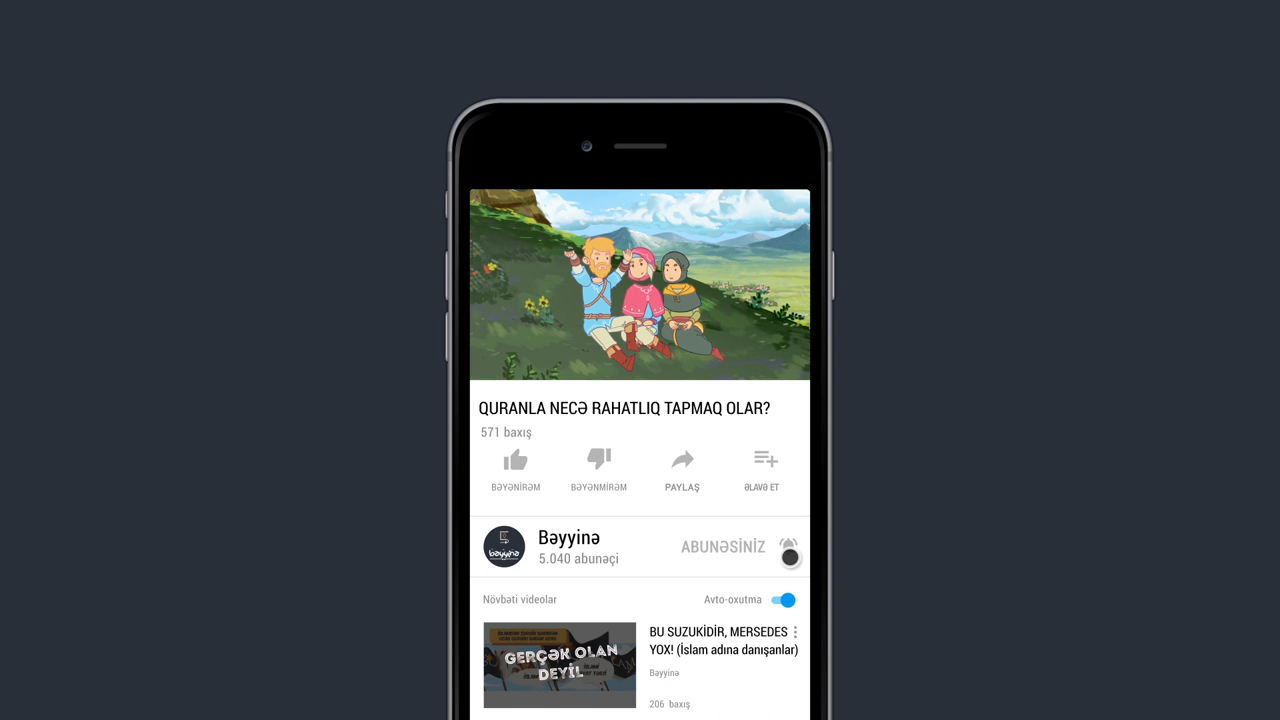 QURANLA NECƏ RAHATLIQ TAPMAQ OLAR?
571 baxış
BƏYƏNİRƏM BƏYƏNMİRƏM PAYLAŞ ƏLAVƏ ET
bəyyinə
Bəyyinə
5.040 abunəçi
ABUNƏSİNİZ
Növbəti videolar
Avto-oxutma
GERÇƏK OLAN
DEYİL
BU SUZUKİDİR, MERSEDES
YOX! (İslam adına danışanlar)
Bəyyinə
206 baxış